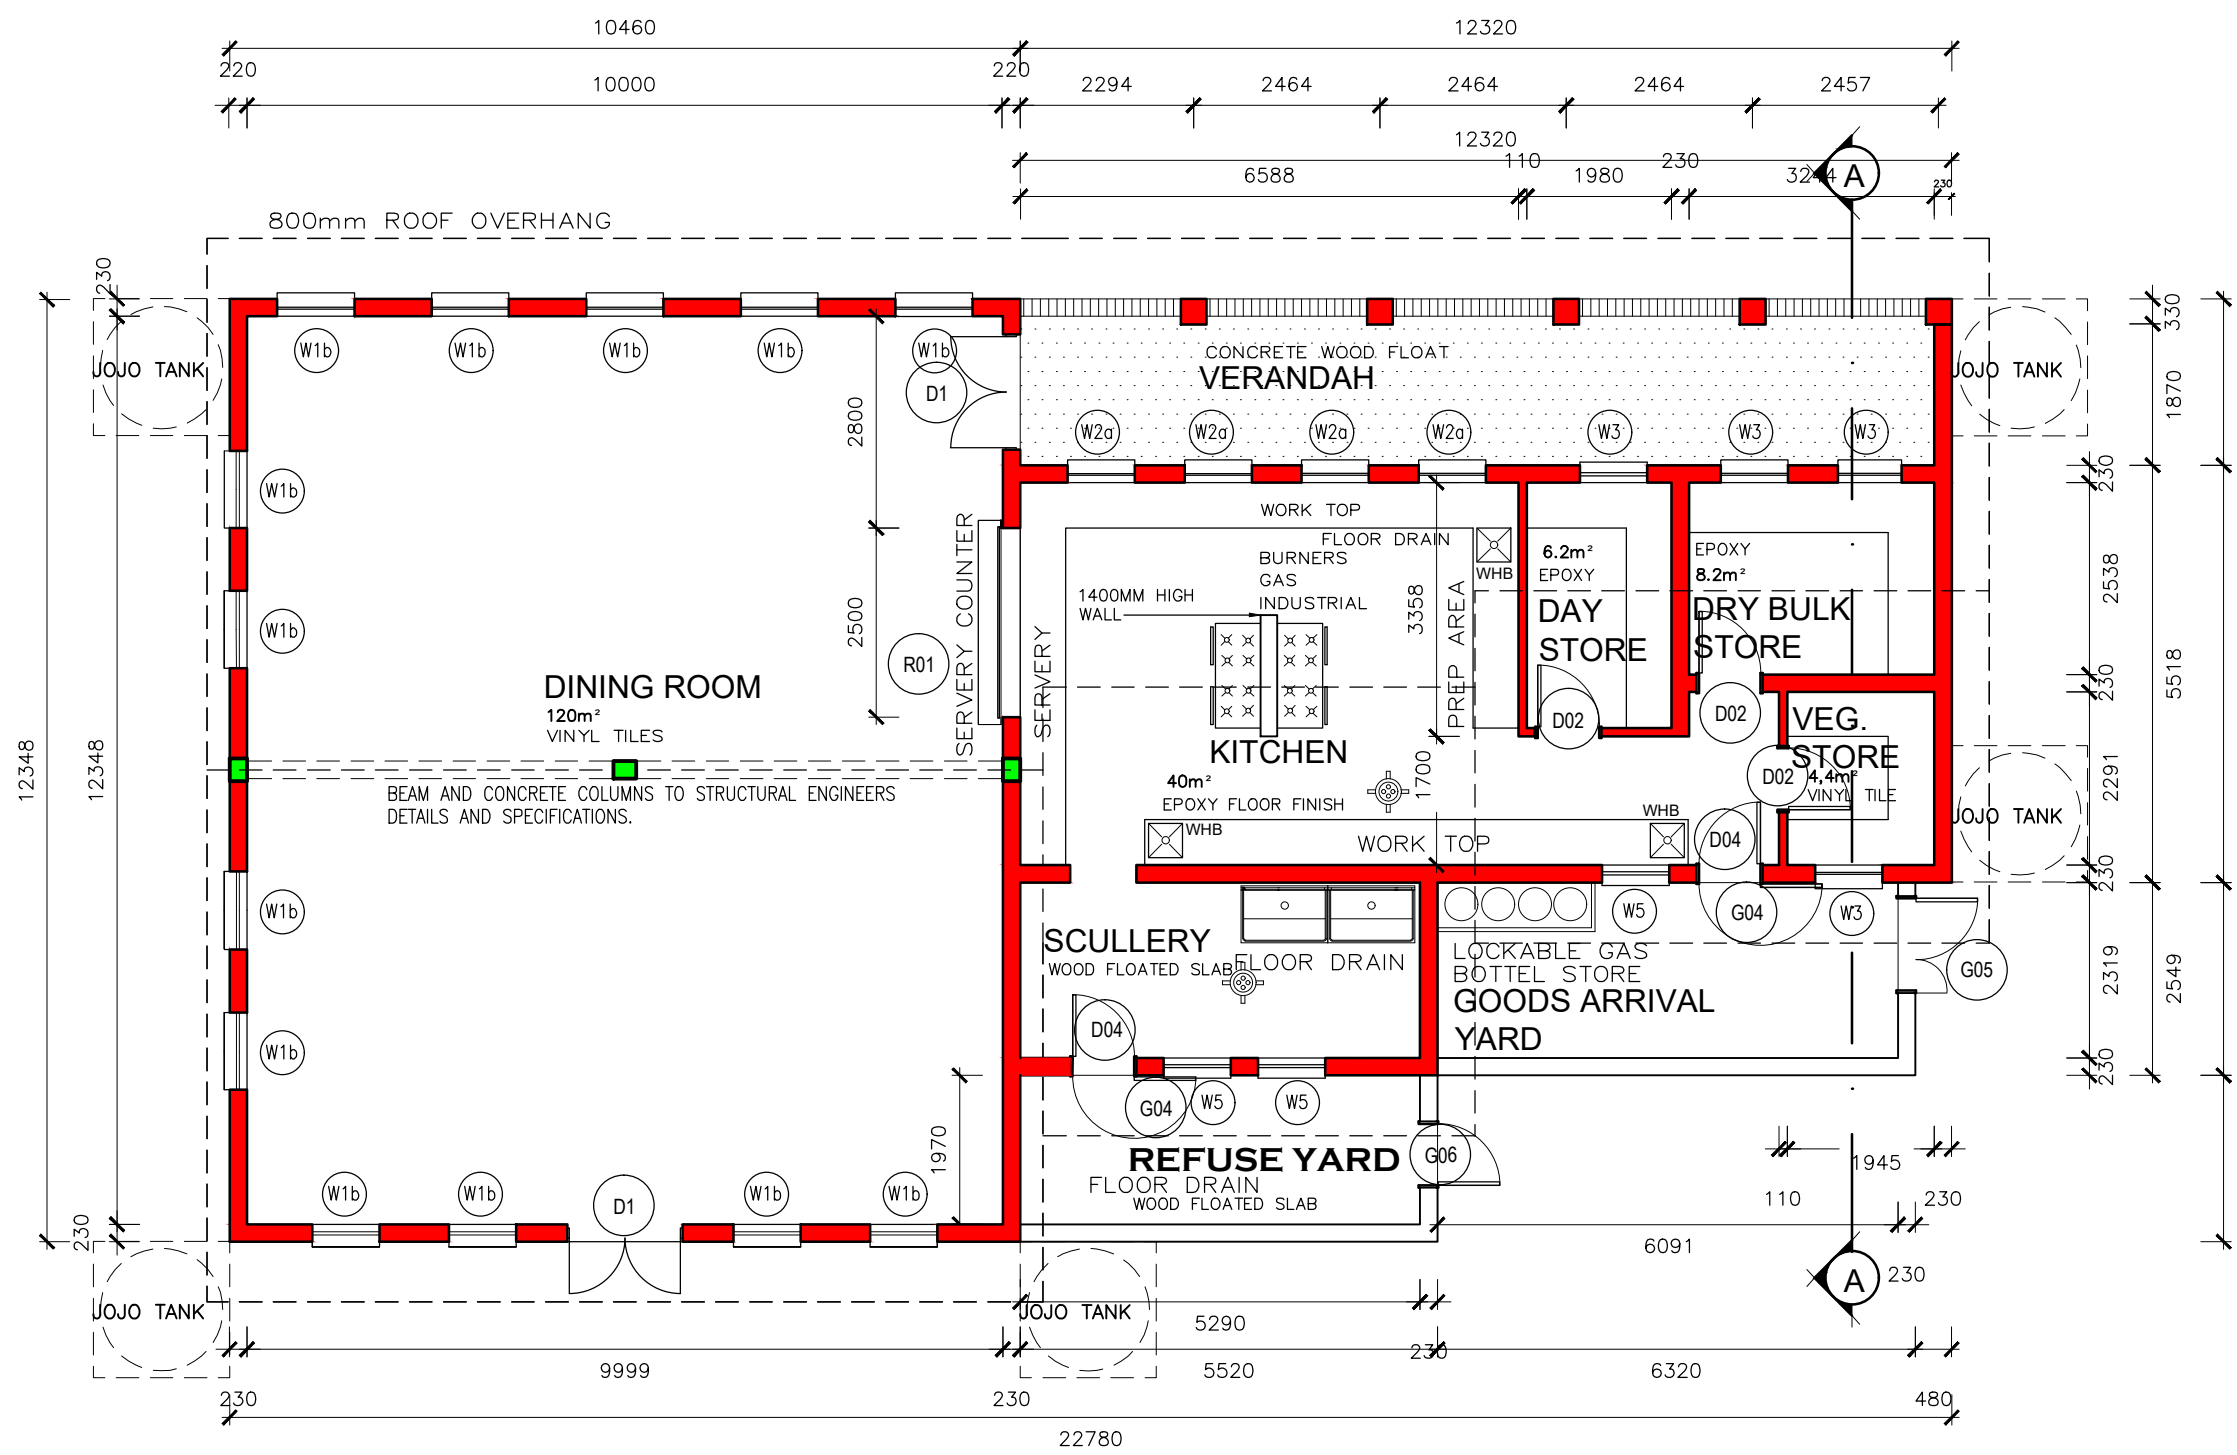 10460
12320
220
10000
220
2294
2464
2464
2464
2457
12320
6588
110
1980
230
3244
230
A
800mm ROOF OVERHANG
230
JOJO TANK
W1b
W1b
W1b
W1b
W1b
D1
CONCRETE WOOD FLOAT
VERANDAH
JOJO TANK
330
1870
2800
W2a
W2a
W2a
W2a
W3
W3
W3
W1b
WORK TOP
FLOOR DRAIN
230
BURNERS
GAS
INDUSTRIAL
WHB
6.2m²
EPOXY
DAY
STORE
EPOXY
8.2m²
DRY BULK
STORE
2538
5518
1400MM HIGH
WALL
3358
PREP AREA
SERVERY COUNTER
SERVERY
2500
R01
W1b
DINING ROOM
120m²
VINYL TILES
12348
12348
BEAM AND CONCRETE COLUMNS TO STRUCTURAL ENGINEERS
DETAILS AND SPECIFICATIONS.
KITCHEN
40m²
EPOXY FLOOR FINISH
1700
D02
D02
230
VEG.
STORE
D02
4,4m²
VINYL TILE
2291
JOJO TANK
WHB
WORK TOP
WHB
D04
230
W1b
W5
G04
W3
SCULLERY
WOOD FLOATED SLAB
FLOOR DRAIN
LOCKABLE GAS
BOTTEL STORE
GOODS ARRIVAL
YARD
G05
2319
2549
W1b
D04
230
G04
W5
W5
1970
REFUSE YARD
FLOOR DRAIN
WOOD FLOATED SLAB
G06
1945
110
230
W1b
W1b
D1
W1b
W1b
230
6091
230
A
JOJO TANK
JOJO TANK
5290
230
9999
5520
6320
230
230
480
22780